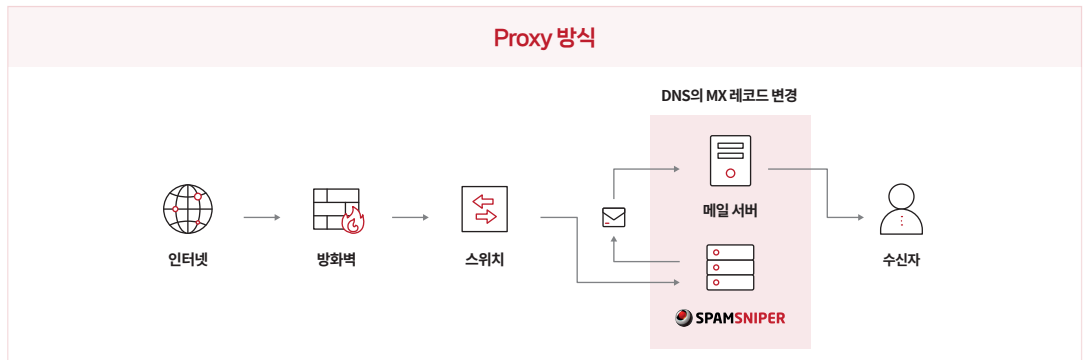 Proxy 방식
DNS의 MX 레코드 변경
메일 서버
인터넷
방화벽
스위치
수신자
SPAMSNIPER